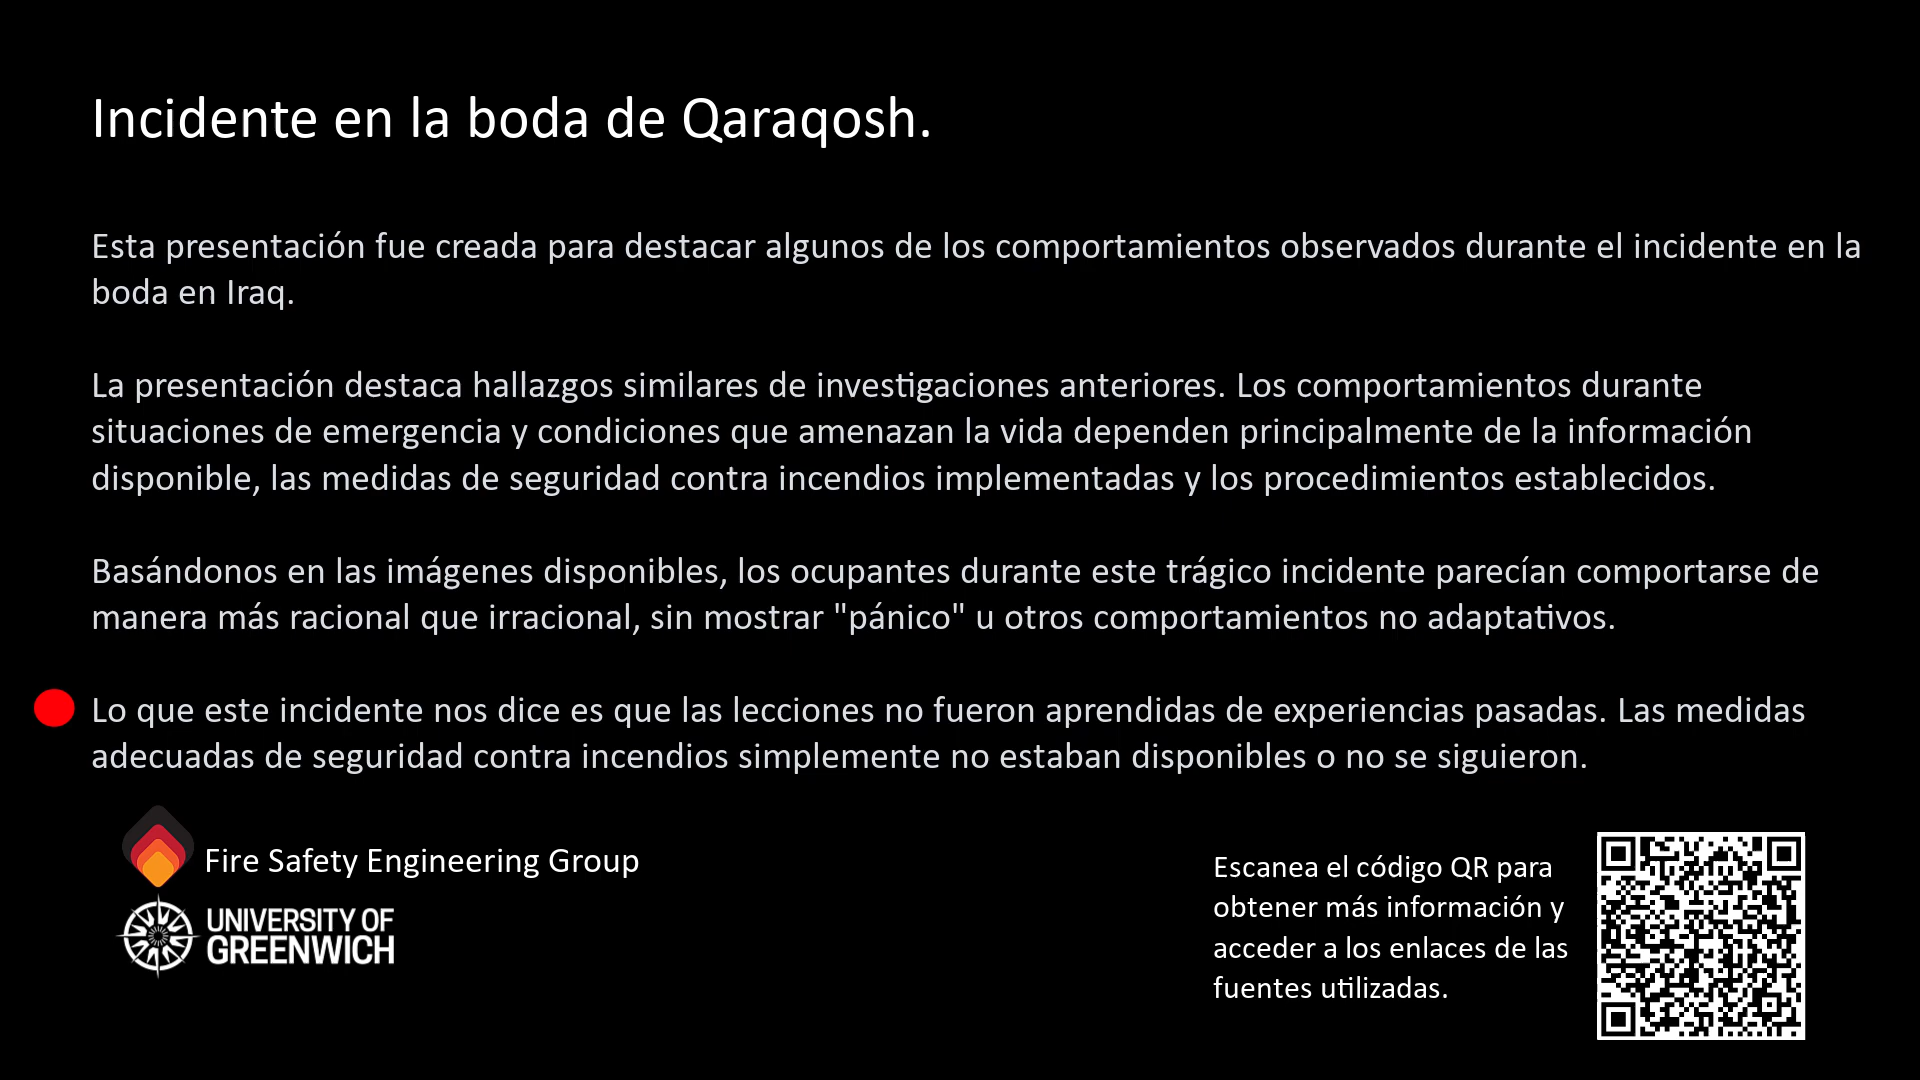 Incidente en la boda de Qaraqosh.
Esta presentación fue creada para destacar algunos de los comportamientos observados durante el incidente en la
boda en Iraq.
La presentación destaca hallazgos similares de investigaciones anteriores. Los comportamientos durante
situaciones de emergencia y condiciones que amenazan la vida dependen principalmente de la información
disponible, las medidas de seguridad contra incendios implementadas y los procedimientos establecidos.
Basándonos en las imágenes disponibles, los ocupantes durante este trágico incidente parecían comportarse de
manera más racional que irracional, sin mostrar "pánico" u otros comportamientos no adaptativos.
Lo que este incidente nos dice es que las lecciones no fueron aprendidas de experiencias pasadas. Las medidas
adecuadas de seguridad contra incendios simplemente no estaban disponibles o no se siguieron.
Fire Safety Engineering Group
UNIVERSITY OF
GREENWICH
Escanea el código QR para
obtener más información y
acceder a los enlaces de las
fuentes utilizadas.